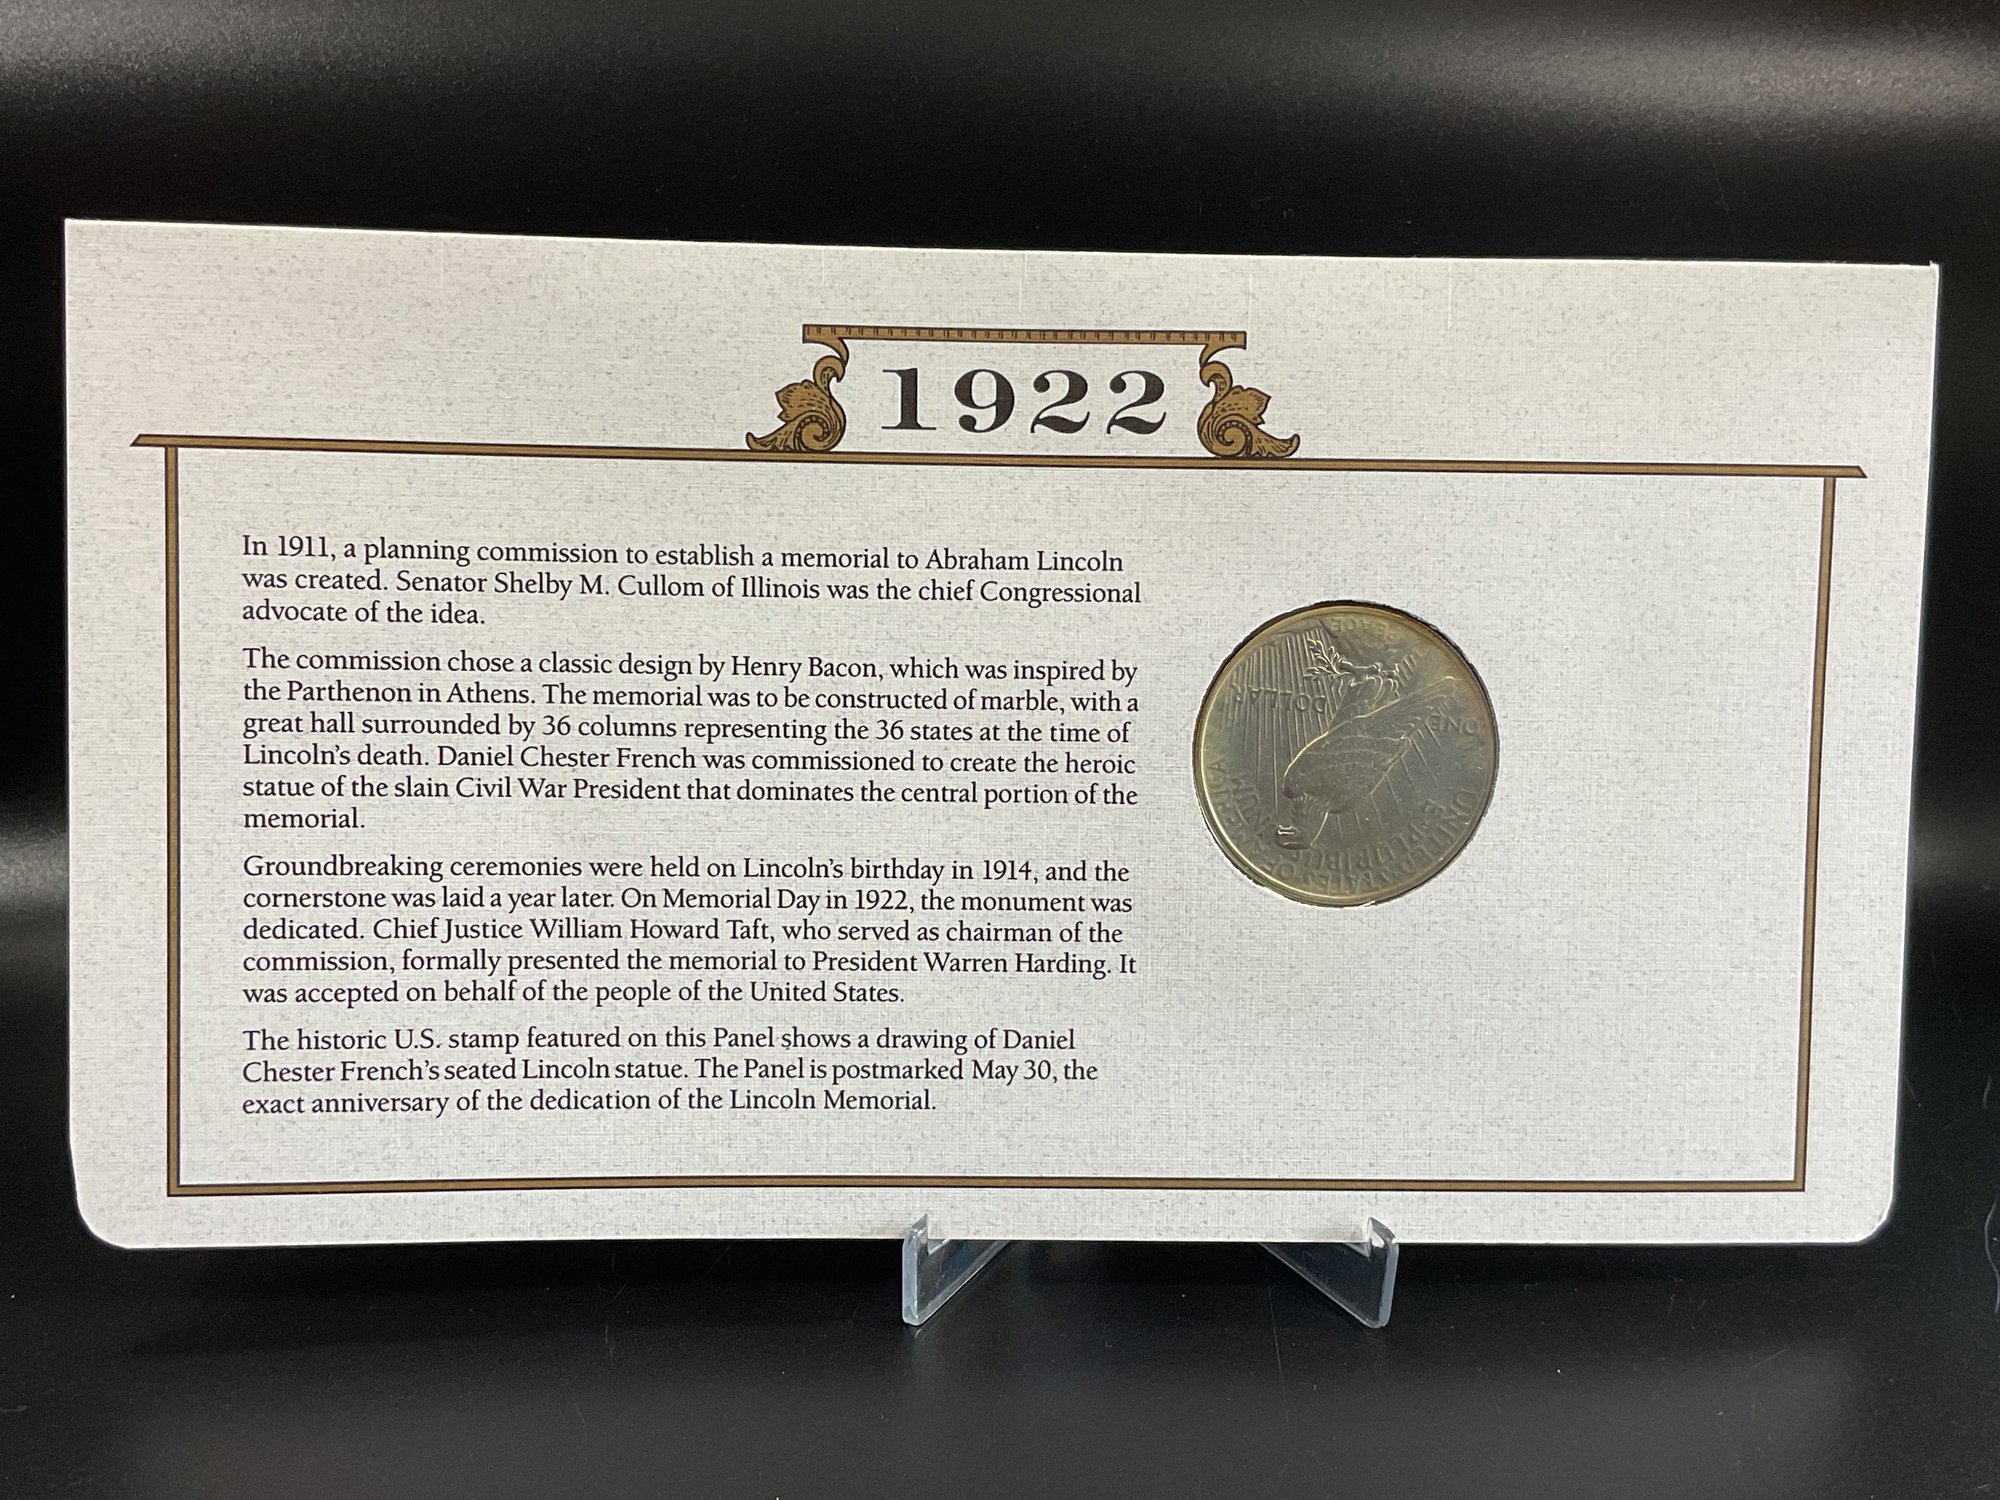 1922
In 1911, a planning commission to establish a memorial to Abraham Lincoln
was created. Senator Shelby M. Cullom of Illinois was the chief Congressional
advocate of the idea.
The commission chose a classic design by Henry Bacon, which was inspired by
the Parthenon in Athens. The memorial was to be constructed of marble, with a
great hall surrounded by 36 columns representing the 36 states at the time of
Lincoln's death. Daniel Chester French was commissioned to create the heroic
statue of the slain Civil War President that dominates the central portion of the
memorial.
Groundbreaking ceremonies were held on Lincoln's birthday in 1914, and the
cornerstone was laid a year later. On Memorial Day in 1922, the monument was
dedicated. Chief Justice William Howard Taft, who served as chairman of the
commission, formally presented the memorial to President Warren Harding. It
was accepted on behalf of the people of the United States.
The historic U.S. stamp featured on this Panel shows a drawing of Daniel
Chester French's seated Lincoln statue. The Panel is postmarked May 30, the
exact anniversary of the dedication of the Lincoln Memorial.
UNITED STATES OF AMERICA
E PLURIBUS UNUM
ONE DOLLAR
PEACE